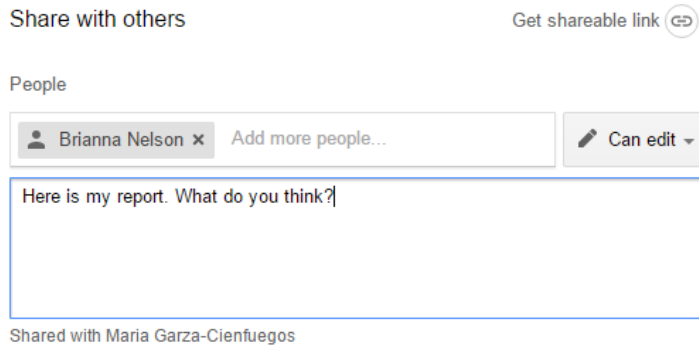 Share with others Get shareable link
People
Brianna Nelson × Add more people... Can edit
Here is my report. What do you think?
Shared with Maria Garza-Cienfuegos